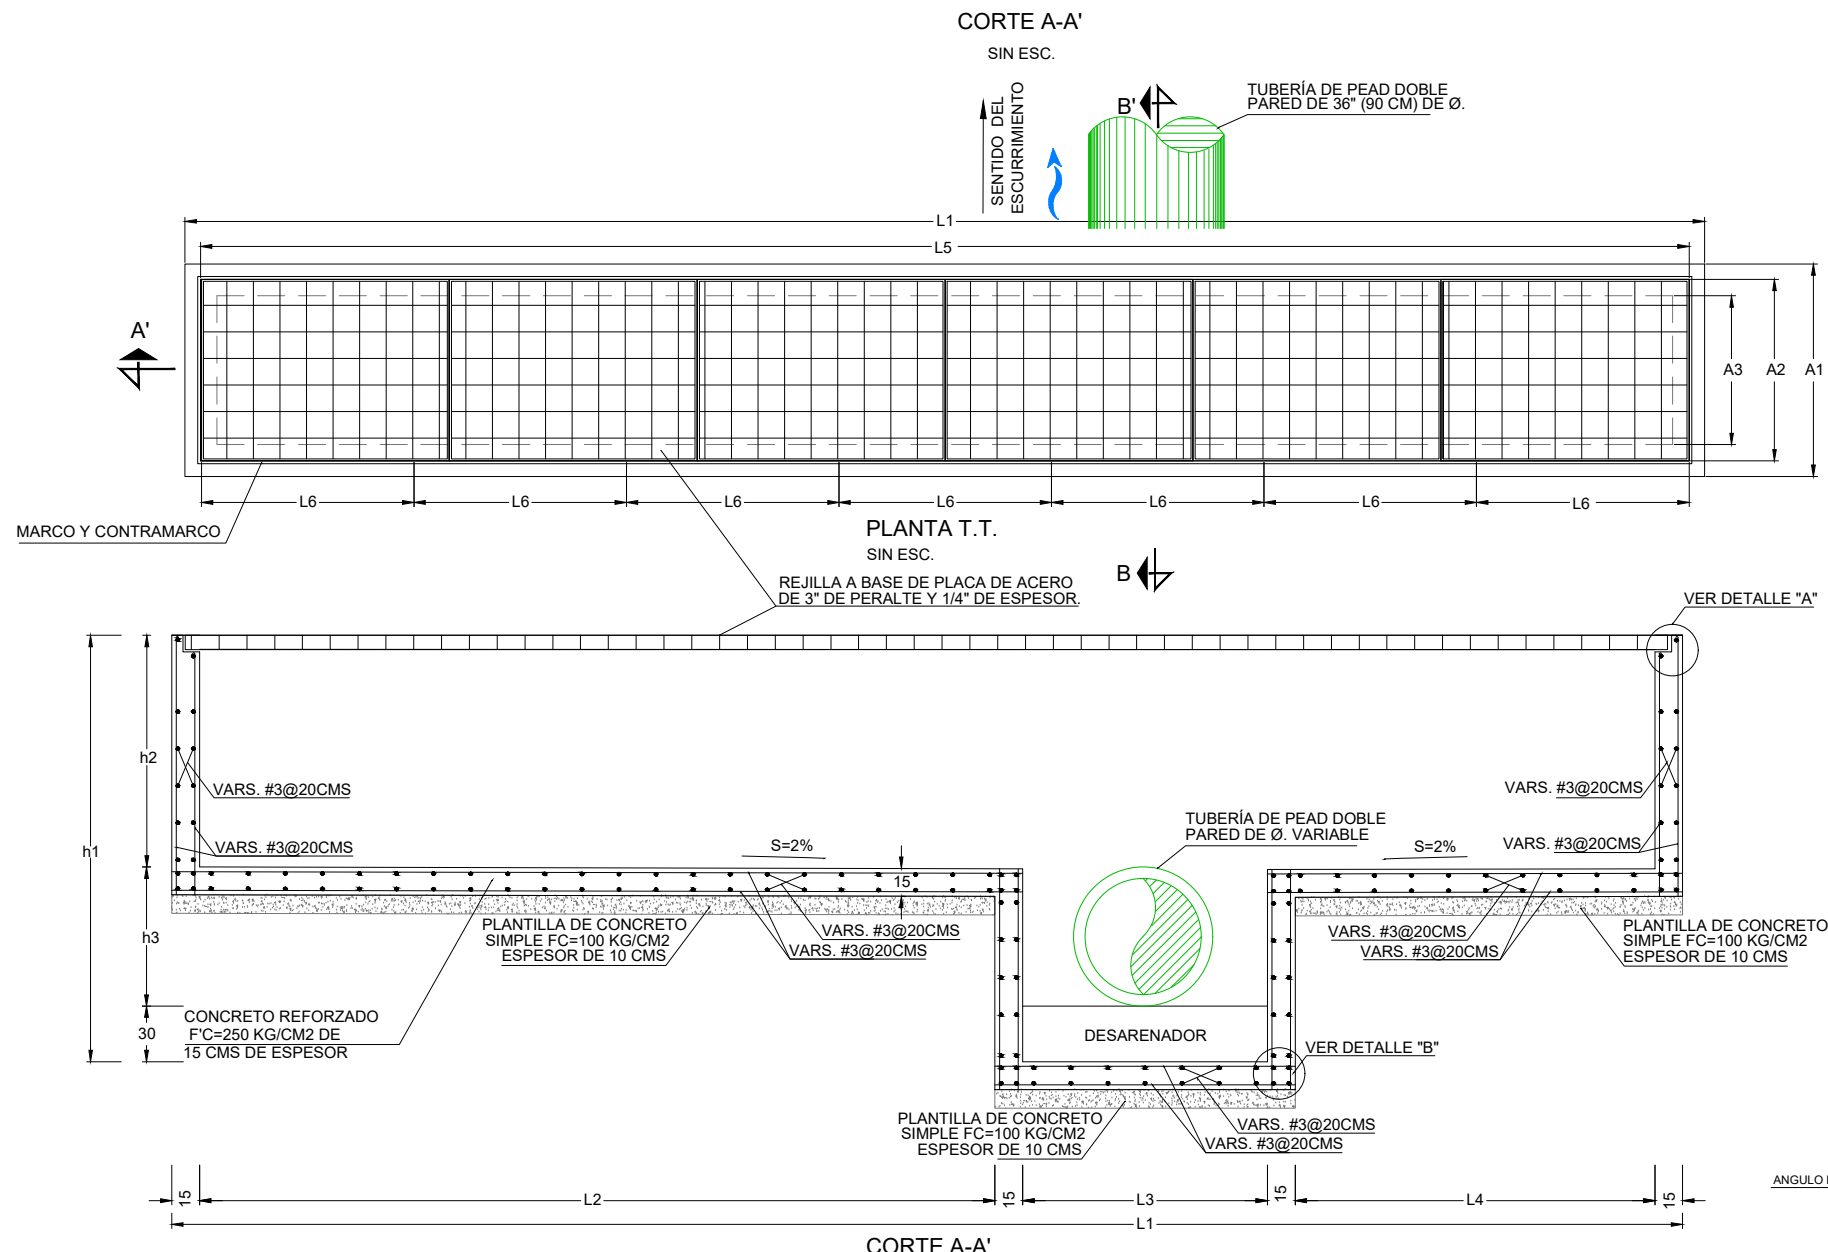 CORTE A-A'
SIN ESC.
SENTIDO DEL
ESCURRIMIENTO
B'
TUBERÍA DE PEAD DOBLE
PARED DE 36" (90 CM) DE Ø.
L1
L5
A'
A3
A2
A1
L6
L6
L6
L6
L6
L6
L6
MARCO Y CONTRAMARCO
PLANTA T.T.
SIN ESC.
B
REJILLA A BASE DE PLACA DE ACERO
DE 3" DE PERALTE Y 1/4" DE ESPESOR.
VER DETALLE "A"
h1
h2
h3
30
VARS. #3@20CMS
VARS. #3@20CMS
S=2%
15
TUBERÍA DE PEAD DOBLE
PARED DE Ø. VARIABLE
S=2%
VARS. #3@20CMS
VARS. #3@20CMS
PLANTILLA DE CONCRETO
SIMPLE FC=100 KG/CM2
ESPESOR DE 10 CMS
VARS. #3@20CMS
VARS. #3@20CMS
VARS. #3@20CMS
VARS. #3@20CMS
PLANTILLA DE CONCRETO
SIMPLE FC=100 KG/CM2
ESPESOR DE 10 CMS
CONCRETO REFORZADO
F'C=250 KG/CM2 DE
15 CMS DE ESPESOR
DESARENADOR
VER DETALLE "B"
PLANTILLA DE CONCRETO
SIMPLE FC=100 KG/CM2
ESPESOR DE 10 CMS
VARS. #3@20CMS
VARS. #3@20CMS
ANGULO
15
L2
15
L3
15
L4
15
L1
CORTE A-A'